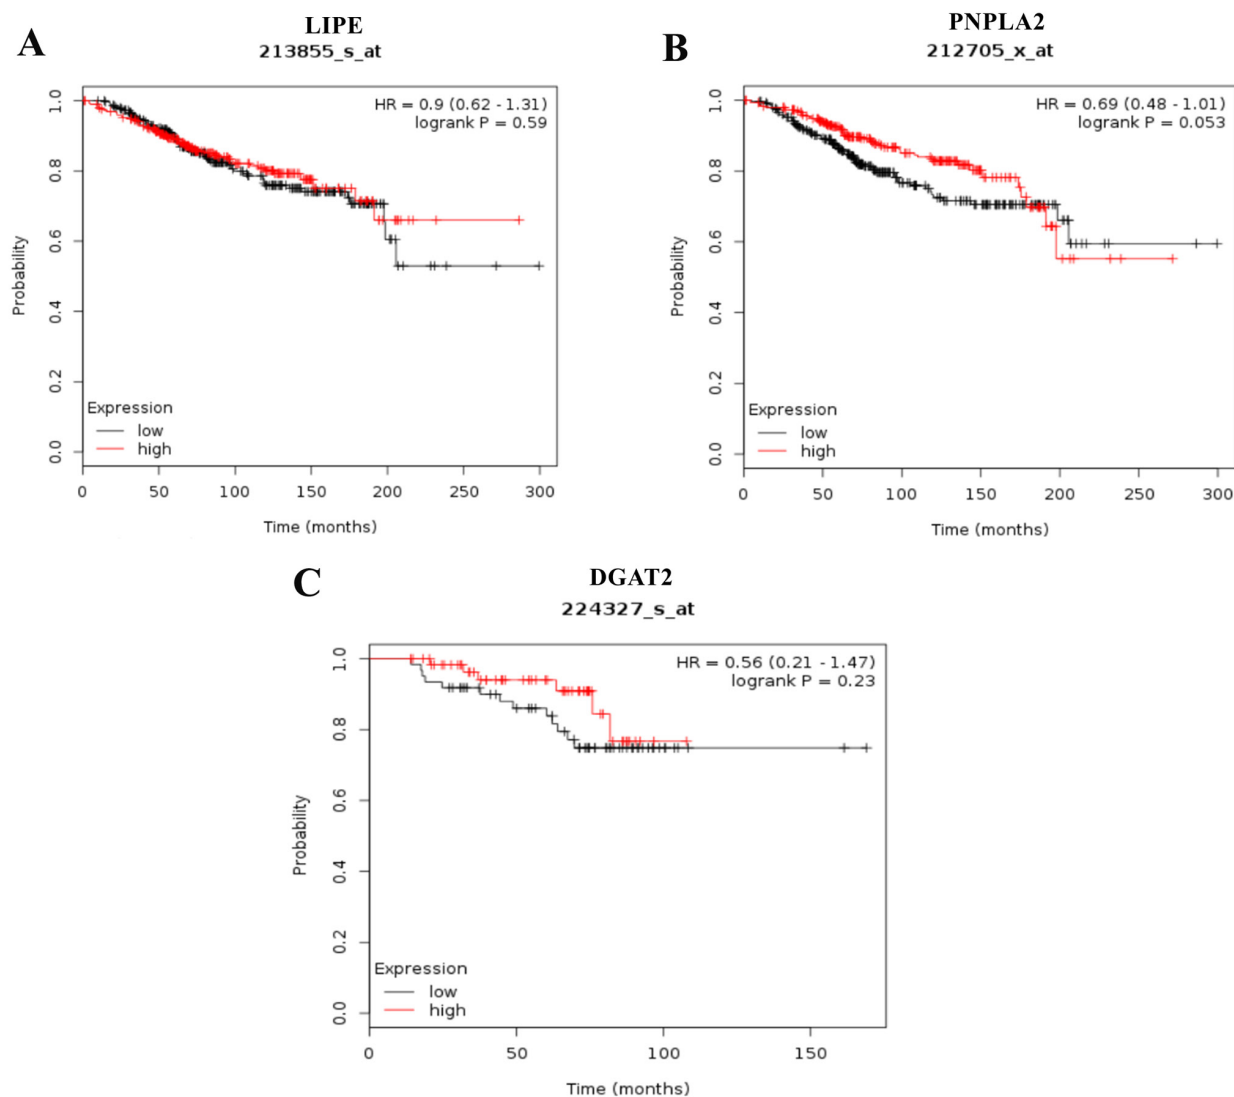 A
LIPE
213855_s_at
HR = 0.9 (0.62 - 1.31)
logrank P = 0.59
1.0
0.8
0.6
0.4
0.2
0.0
Probability
Expression
low
high
0 50 100 150 200 250 300
Time (months)
B
PNPLA2
212705_x_at
HR = 0.69 (0.48 - 1.01)
logrank P = 0.053
1.0
0.8
0.6
0.4
0.2
0.0
Probability
Expression
low
high
0 50 100 150 200 250 300
Time (months)
C
DGAT2
224327_s_at
HR = 0.56 (0.21 - 1.47)
logrank P = 0.23
1.0
0.8
0.6
0.4
0.2
0.0
Probability
Expression
low
high
0 50 100 150
Time (months)